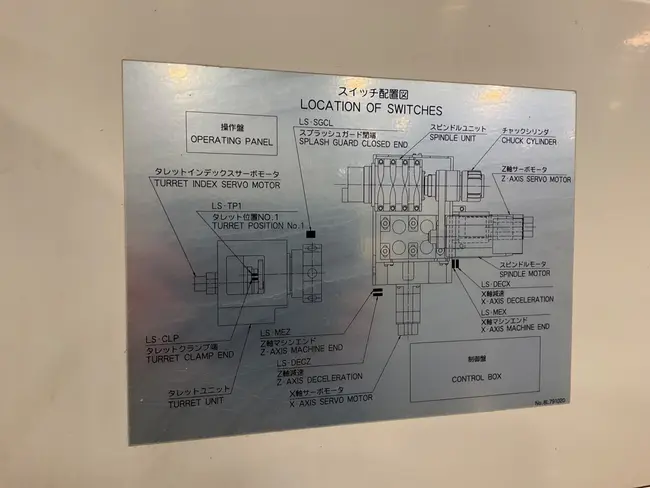 スイッチ配置図
LOCATION OF SWITCHES
操作盤
OPERATING PANEL
LS-SGCL
スプラッシュガード閉端
SPLASH GUARD CLOSED END
スピンドルユニット
SPINDLE UNIT
チャックシリンダ
CHUCK CYLINDER
タレットインデックスサーボモータ
TURRET INDEX SERVO MOTOR
Z軸サーボモータ
Z-AXIS SERVO MOTOR
LS-TP1
タレット位置NO.1
TURRET POSITION No.1
スピンドルモータ
SPINDLE MOTOR
LS-DECX
X軸減速
X-AXIS DECELERATION
LS-MEX
X軸マシンエンド
X-AXIS MACHINE END
LS-CLP
タレットクランプ端
TURRET CLAMP END
LS-MEZ
Z軸マシンエンド
Z-AXIS MACHINE END
LS-DECZ
Z軸減速
Z-AXIS DECELERATION
タレットユニット
TURRET UNIT
X軸サーボモータ
X-AXIS SERVO MOTOR
制御盤
CONTROL BOX